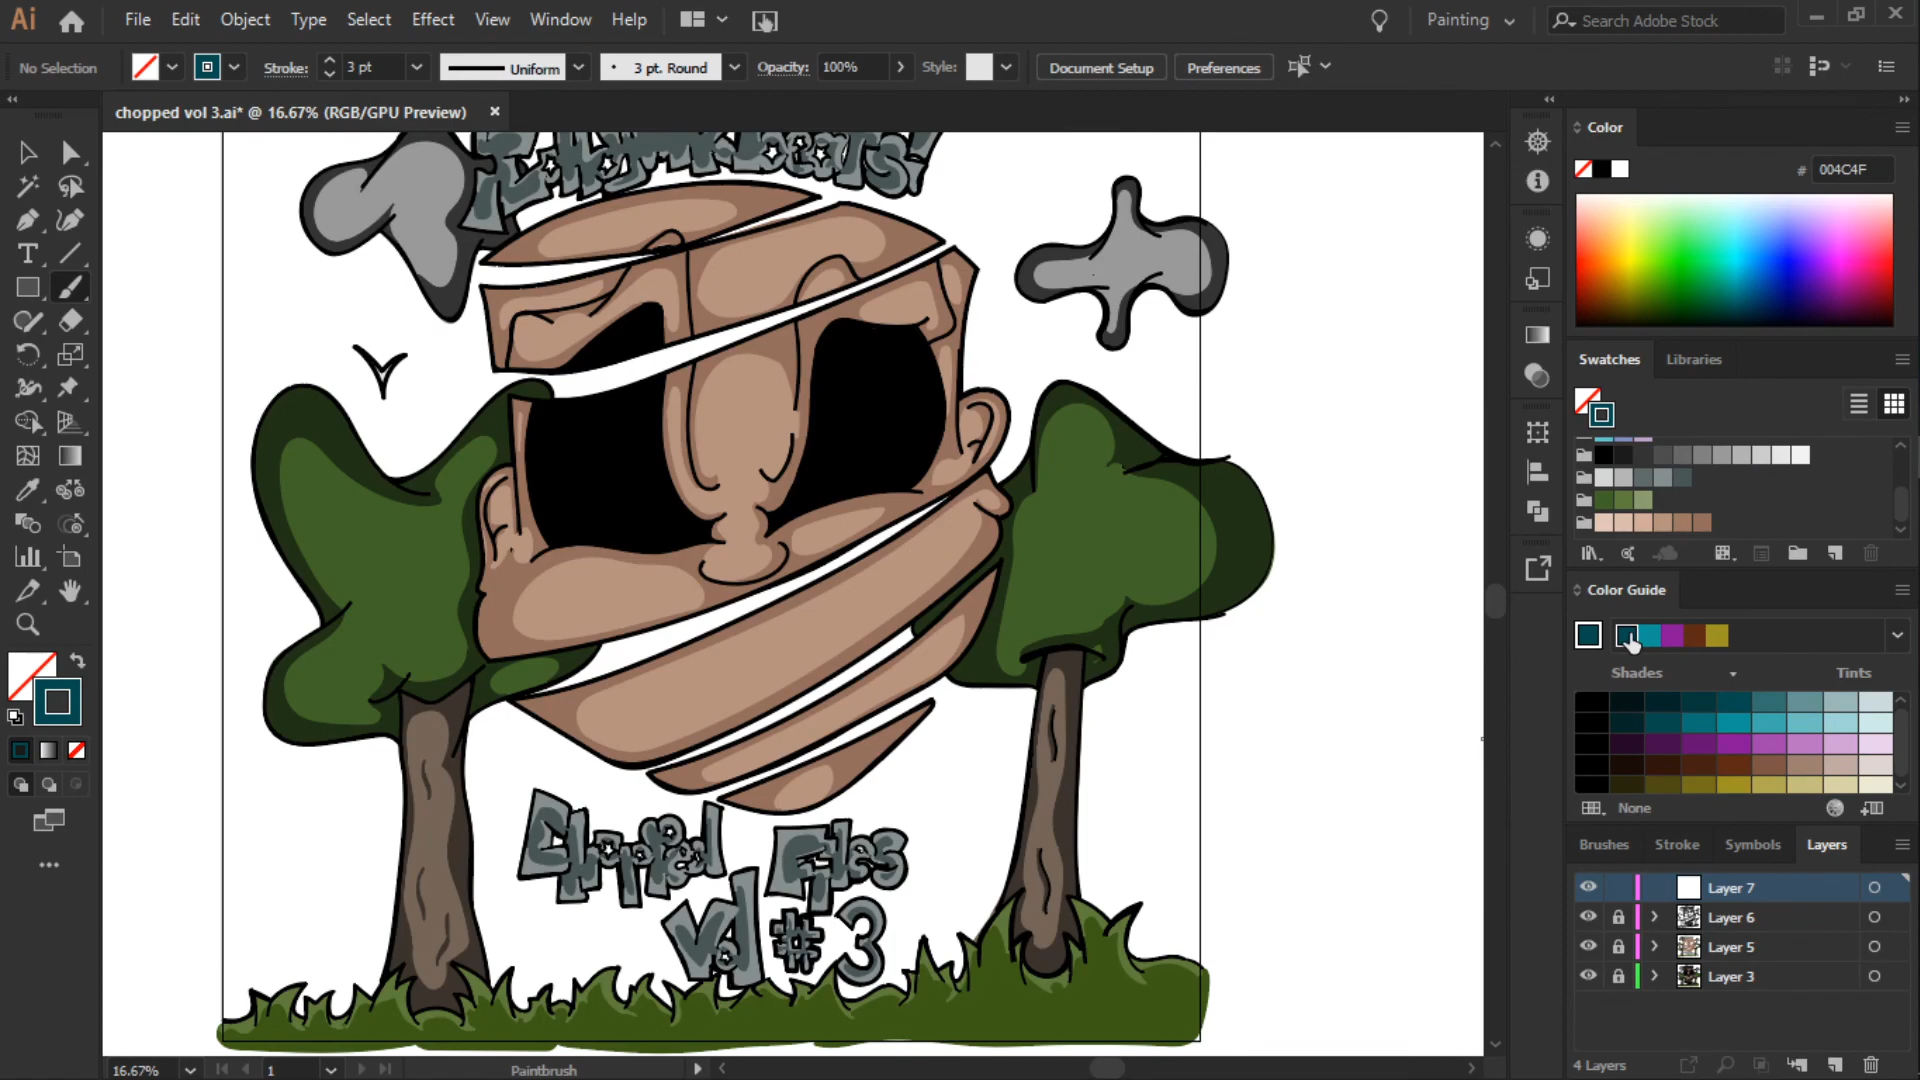 Ai File Edit Object Type Select Effect View Window Help Painting Search Adobe Stock
No Selection Stroke: 3 pt Uniform 3 pt. Round Opacity: 100% Style: Document Setup Preferences
chopped vol 3.ai* @ 16.67% (RGB/GPU Preview)
Color
# 004C4F
Swatches Libraries
Color Guide
Shades Tints
None
Brushes Stroke Symbols Layers
Layer 7
Layer 6
Layer 5
Layer 3
4 Layers
Chopped Files
Vol # 3
16.67% 1 Paintbrush